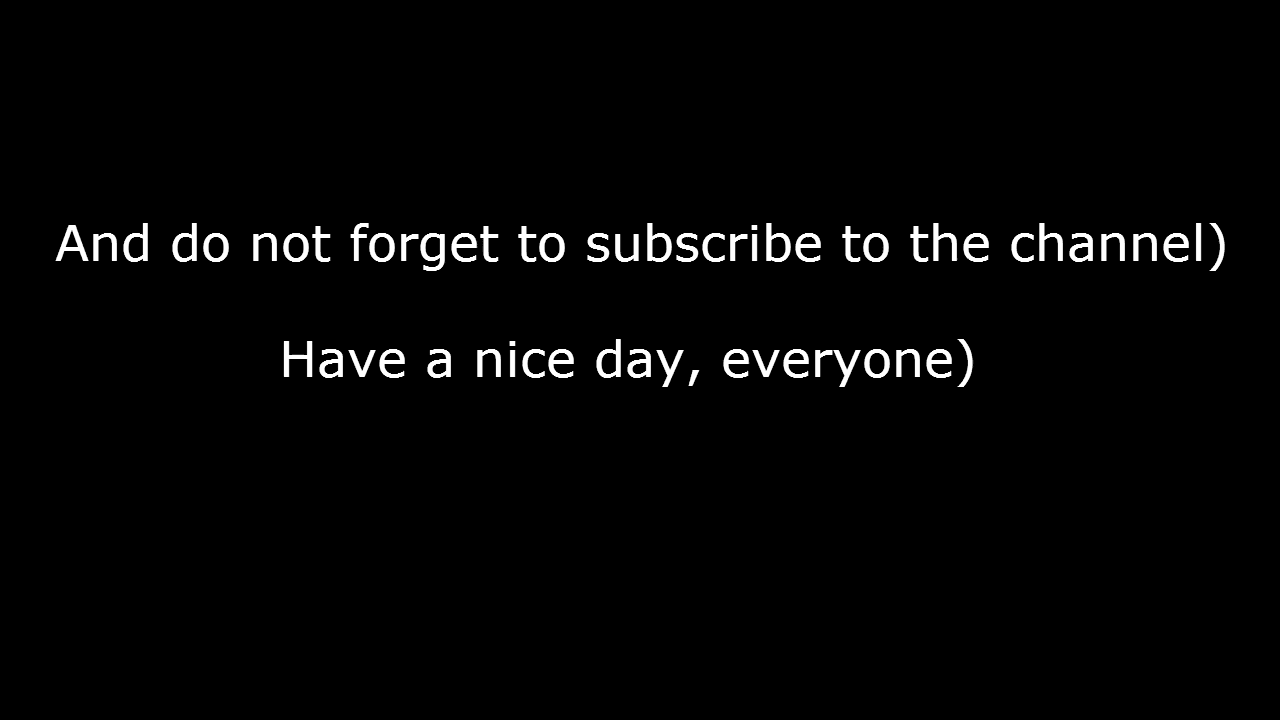 And do not forget to subscribe to the channel)
Have a nice day, everyone)